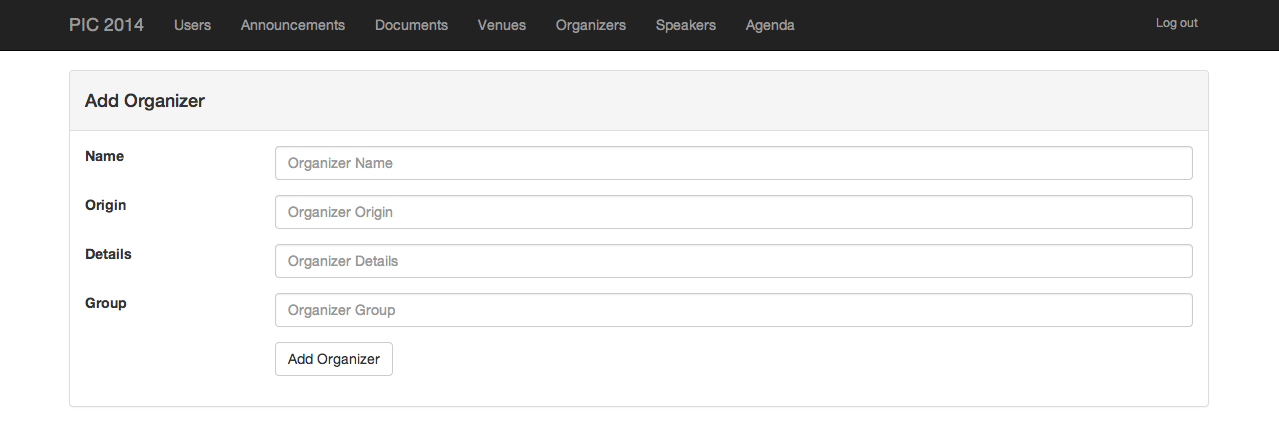 PIC 2014 Users Announcements Documents Venues Organizers Speakers Agenda Log out
Add Organizer
Name Organizer Name
Origin Organizer Origin
Details Organizer Details
Group Organizer Group
Add Organizer